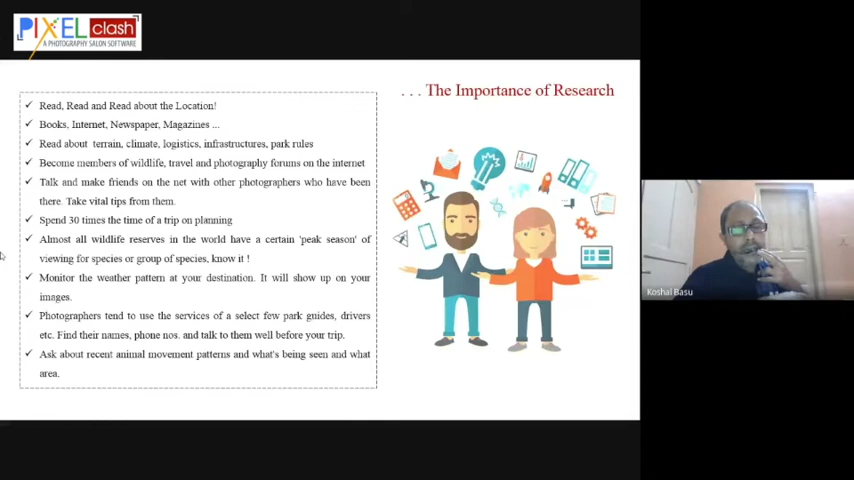 PIXEL clash
A PHOTOGRAPHY SALON SOFTWARE
. . . The Importance of Research
✓ Read, Read and Read about the Location!
✓ Books, Internet, Newspaper, Magazines ...
✓ Read about terrain, climate, logistics, infrastructures, park rules
✓ Become members of wildlife, travel and photography forums on the internet
✓ Talk and make friends on the net with other photographers who have been
there. Take vital tips from them.
✓ Spend 30 times the time of a trip on planning
✓ Almost all wildlife reserves in the world have a certain 'peak season' of
viewing for species or group of species, know it !
✓ Monitor the weather pattern at your destination. It will show up on your
images.
✓ Photographers tend to use the services of a select few park guides, drivers
etc. Find their names, phone nos. and talk to them well before your trip.
✓ Ask about recent animal movement patterns and what's being seen and what
area.
Koshal Basu